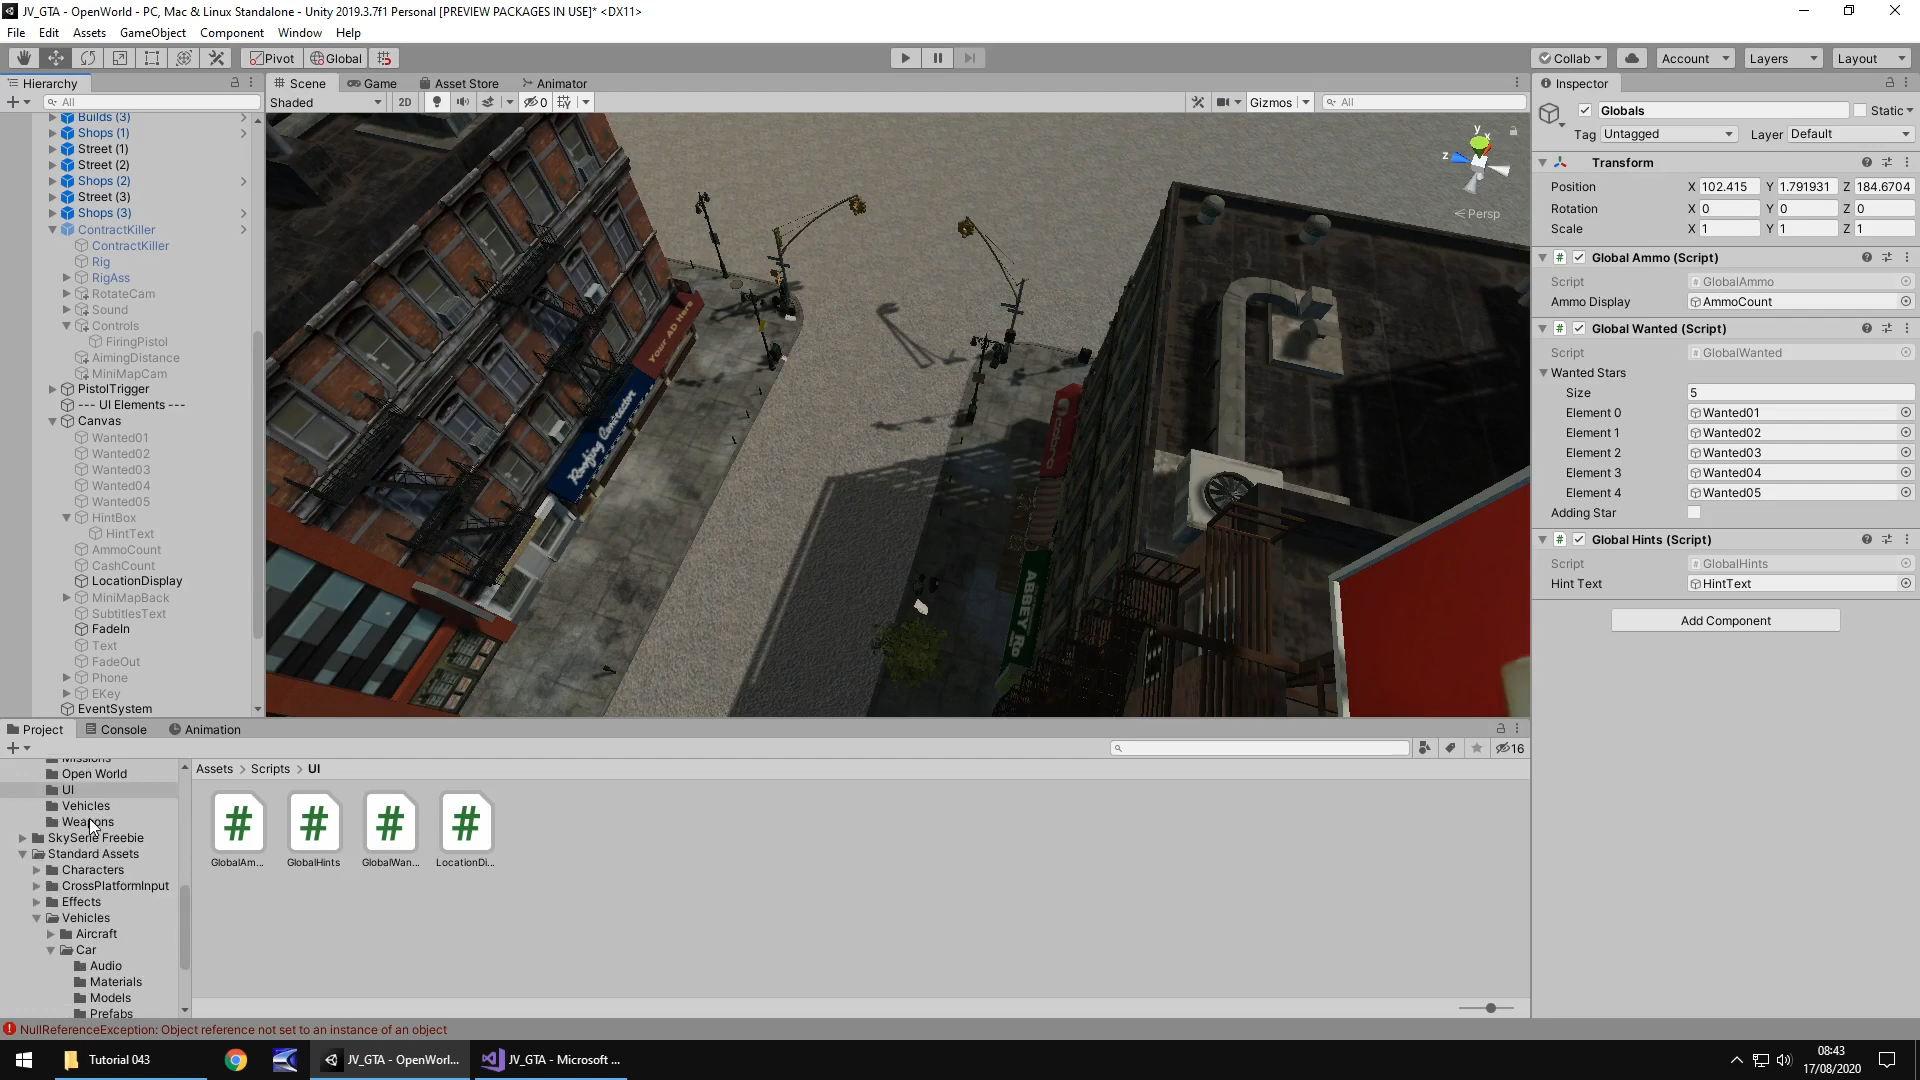 JV_GTA - OpenWorld - PC, Mac & Linux Standalone - Unity 2019.3.7f1 Personal [PREVIEW PACKAGES IN USE]* <DX11>
File Edit Assets GameObject Component Window Help
Pivot Global Collab Account Layers Layout
Hierarchy
All
Builds (3)
Shops (1)
Street (1)
Street (2)
Shops (2)
Street (3)
Shops (3)
ContractKiller
ContractKiller
Rig
RigAss
RotateCam
Sound
Controls
FiringPistol
AimingDistance
MiniMapCam
PistolTrigger
--- UI Elements ---
Canvas
Wanted01
Wanted02
Wanted03
Wanted04
Wanted05
HintBox
HintText
AmmoCount
CashCount
LocationDisplay
MiniMapBack
SubtitlesText
FadeIn
Text
FadeOut
Phone
EKey
EventSystem
Scene Game Asset Store Animator
Shaded 2D 0 Gizmos All
y
x
z
Persp
Your AD Here
Roofing Contractor
ABBEY Ro
Inspector
Globals Static
Tag Untagged Layer Default
Transform
Position X 102.415 Y 1.791931 Z 184.6704
Rotation X 0 Y 0 Z 0
Scale X 1 Y 1 Z 1
# Global Ammo (Script)
Script GlobalAmmo
Ammo Display AmmoCount
# Global Wanted (Script)
Script GlobalWanted
Wanted Stars
Size 5
Element 0 Wanted01
Element 1 Wanted02
Element 2 Wanted03
Element 3 Wanted04
Element 4 Wanted05
Adding Star
# Global Hints (Script)
Script GlobalHints
Hint Text HintText
Add Component
Project Console Animation
16
Missions
Open World
UI
Vehicles
Weapons
SkySerie Freebie
Standard Assets
Characters
CrossPlatformInput
Effects
Vehicles
Aircraft
Car
Audio
Materials
Models
Prefabs
Assets > Scripts > UI
# # # #
GlobalAm... GlobalHints GlobalWan... LocationDi...
NullReferenceException: Object reference not set to an instance of an object
Tutorial 043
JV_GTA - OpenWorl...
JV_GTA - Microsoft ...
08:43
17/08/2020